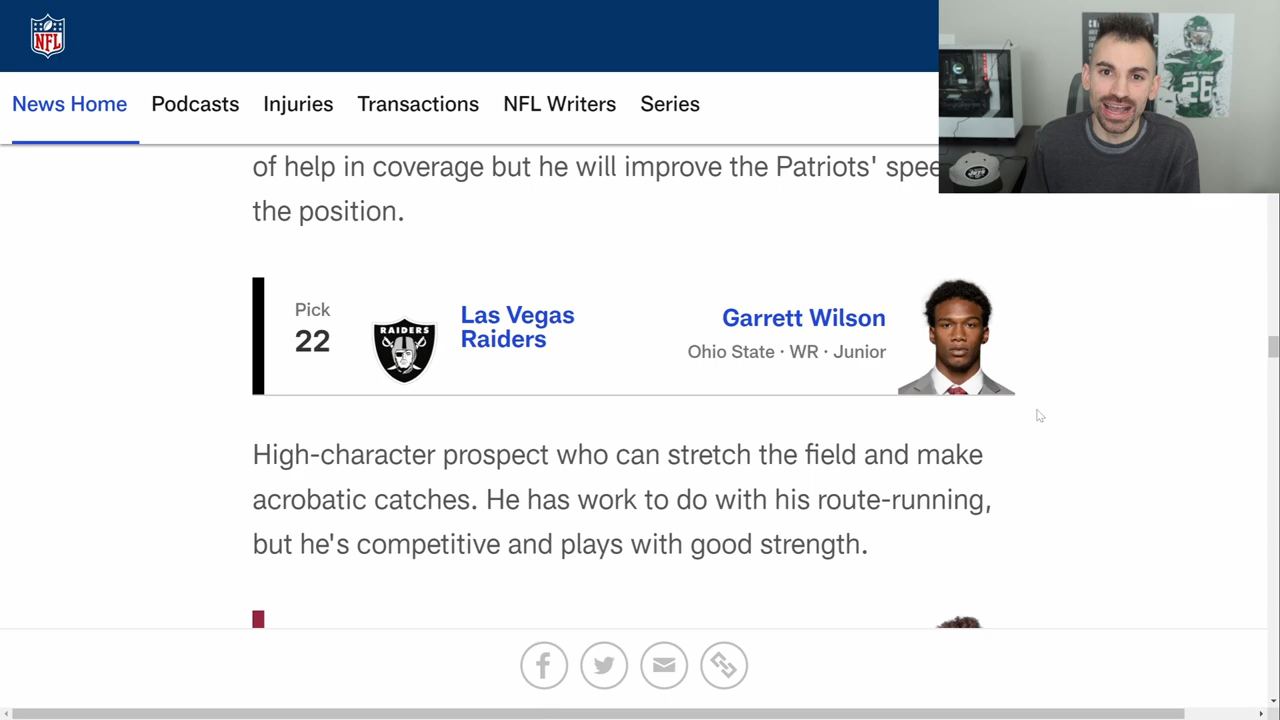 NFL
News Home Podcasts Injuries Transactions NFL Writers Series
of help in coverage but he will improve the Patriots' spee
the position.
Pick
22
RAIDERS
Las Vegas
Raiders
Garrett Wilson
Ohio State · WR · Junior
High-character prospect who can stretch the field and make
acrobatic catches. He has work to do with his route-running,
but he's competitive and plays with good strength.
JETS
26